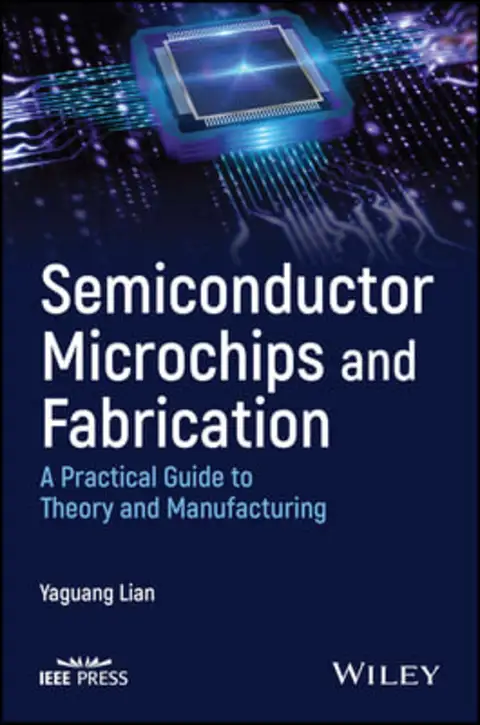 Semiconductor
Microchips and
Fabrication
A Practical Guide to
Theory and Manufacturing
Yaguang Lian
IEEE PRESS
WILEY